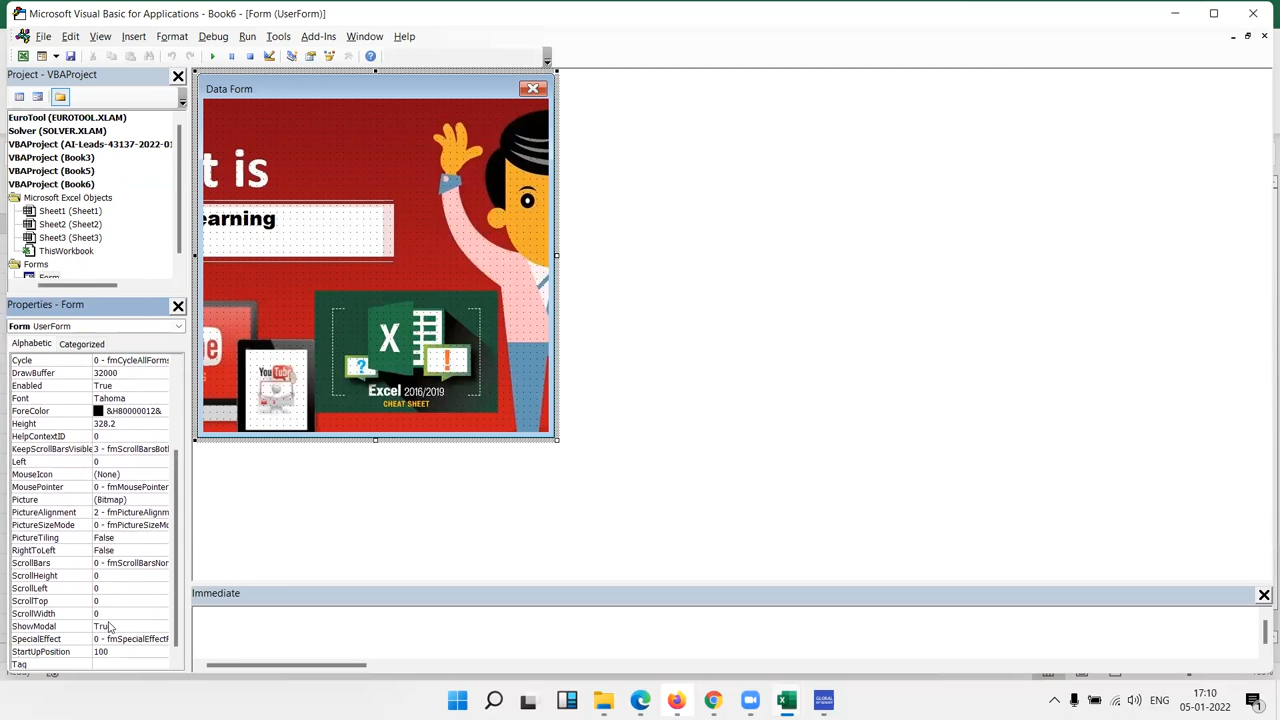 Microsoft Visual Basic for Applications - Book6 - [Form (UserForm)]
File Edit View Insert Format Debug Run Tools Add-Ins Window Help
Project - VBAProject
EuroTool (EUROTOOL.XLAM)
Solver (SOLVER.XLAM)
VBAProject (AI-Leads-43137-2022-01
VBAProject (Book3)
VBAProject (Book5)
VBAProject (Book6)
Microsoft Excel Objects
Sheet1 (Sheet1)
Sheet2 (Sheet2)
Sheet3 (Sheet3)
ThisWorkbook
Forms
Form
Properties - Form
Form UserForm
Alphabetic Categorized
Cycle 0 - fmCycleAllForms
DrawBuffer 32000
Enabled True
Font Tahoma
ForeColor &H80000012&
Height 328.2
HelpContextID 0
KeepScrollBarsVisible 3 - fmScrollBarsBoth
Left 0
MouseIcon (None)
MousePointer 0 - fmMousePointer
Picture (Bitmap)
PictureAlignment 2 - fmPictureAlignm
PictureSizeMode 0 - fmPictureSizeMo
PictureTiling False
RightToLeft False
ScrollBars 0 - fmScrollBarsNon
ScrollHeight 0
ScrollLeft 0
ScrollTop 0
ScrollWidth 0
ShowModal True
SpecialEffect 0 - fmSpecialEffectF
StartUpPosition 100
Tag
Data Form
t is
earning
YouTube
X
?
!
Excel 2016/2019
CHEAT SHEET
Immediate
ENG
17:10
05-01-2022
1